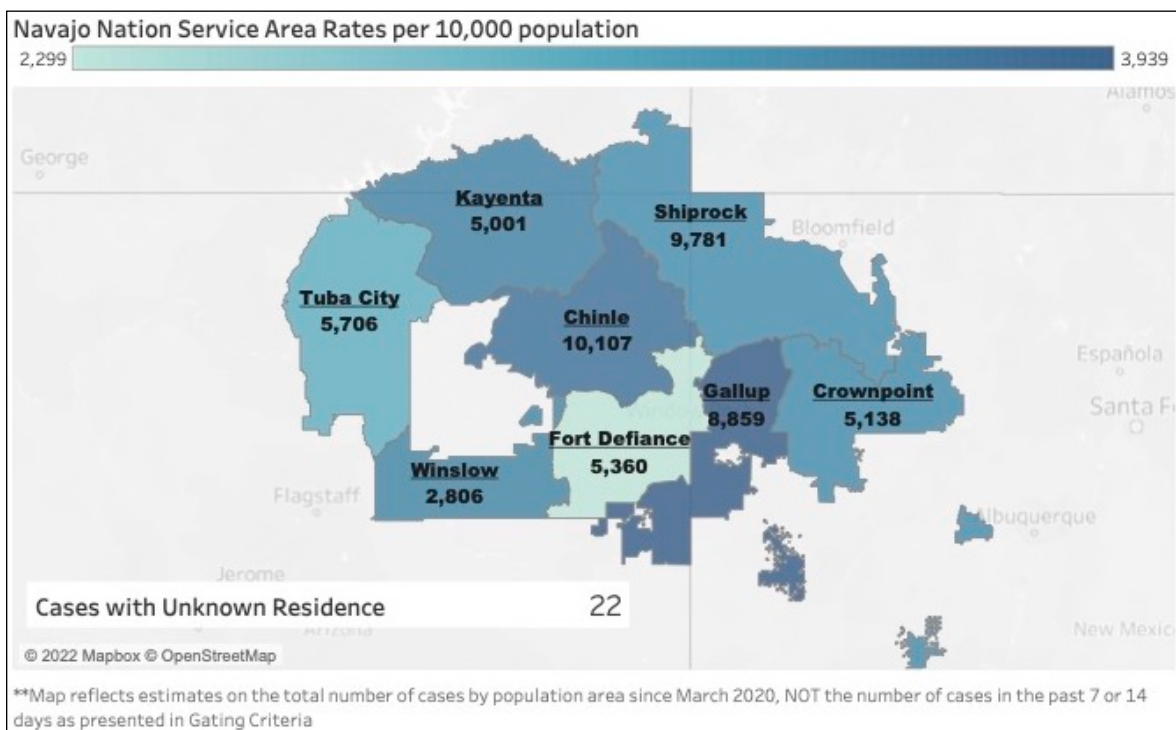 Navajo Nation Service Area Rates per 10,000 population
2,299
3,939
Alamos
George
Kayenta
5,001
Shiprock
9,781
Bloomfield
Tuba City
5,706
Chinle
10,107
Española
Gallup
8,859
Crownpoint
5,138
Santa F
Window
Fort Defiance
5,360
Winslow
2,806
Flagstaff
Albuquerque
Jerome
Cases with Unknown Residence 22
Arizona
New Mexic
© 2022 Mapbox © OpenStreetMap
**Map reflects estimates on the total number of cases by population area since March 2020, NOT the number of cases in the past 7 or 14
days as presented in Gating Criteria